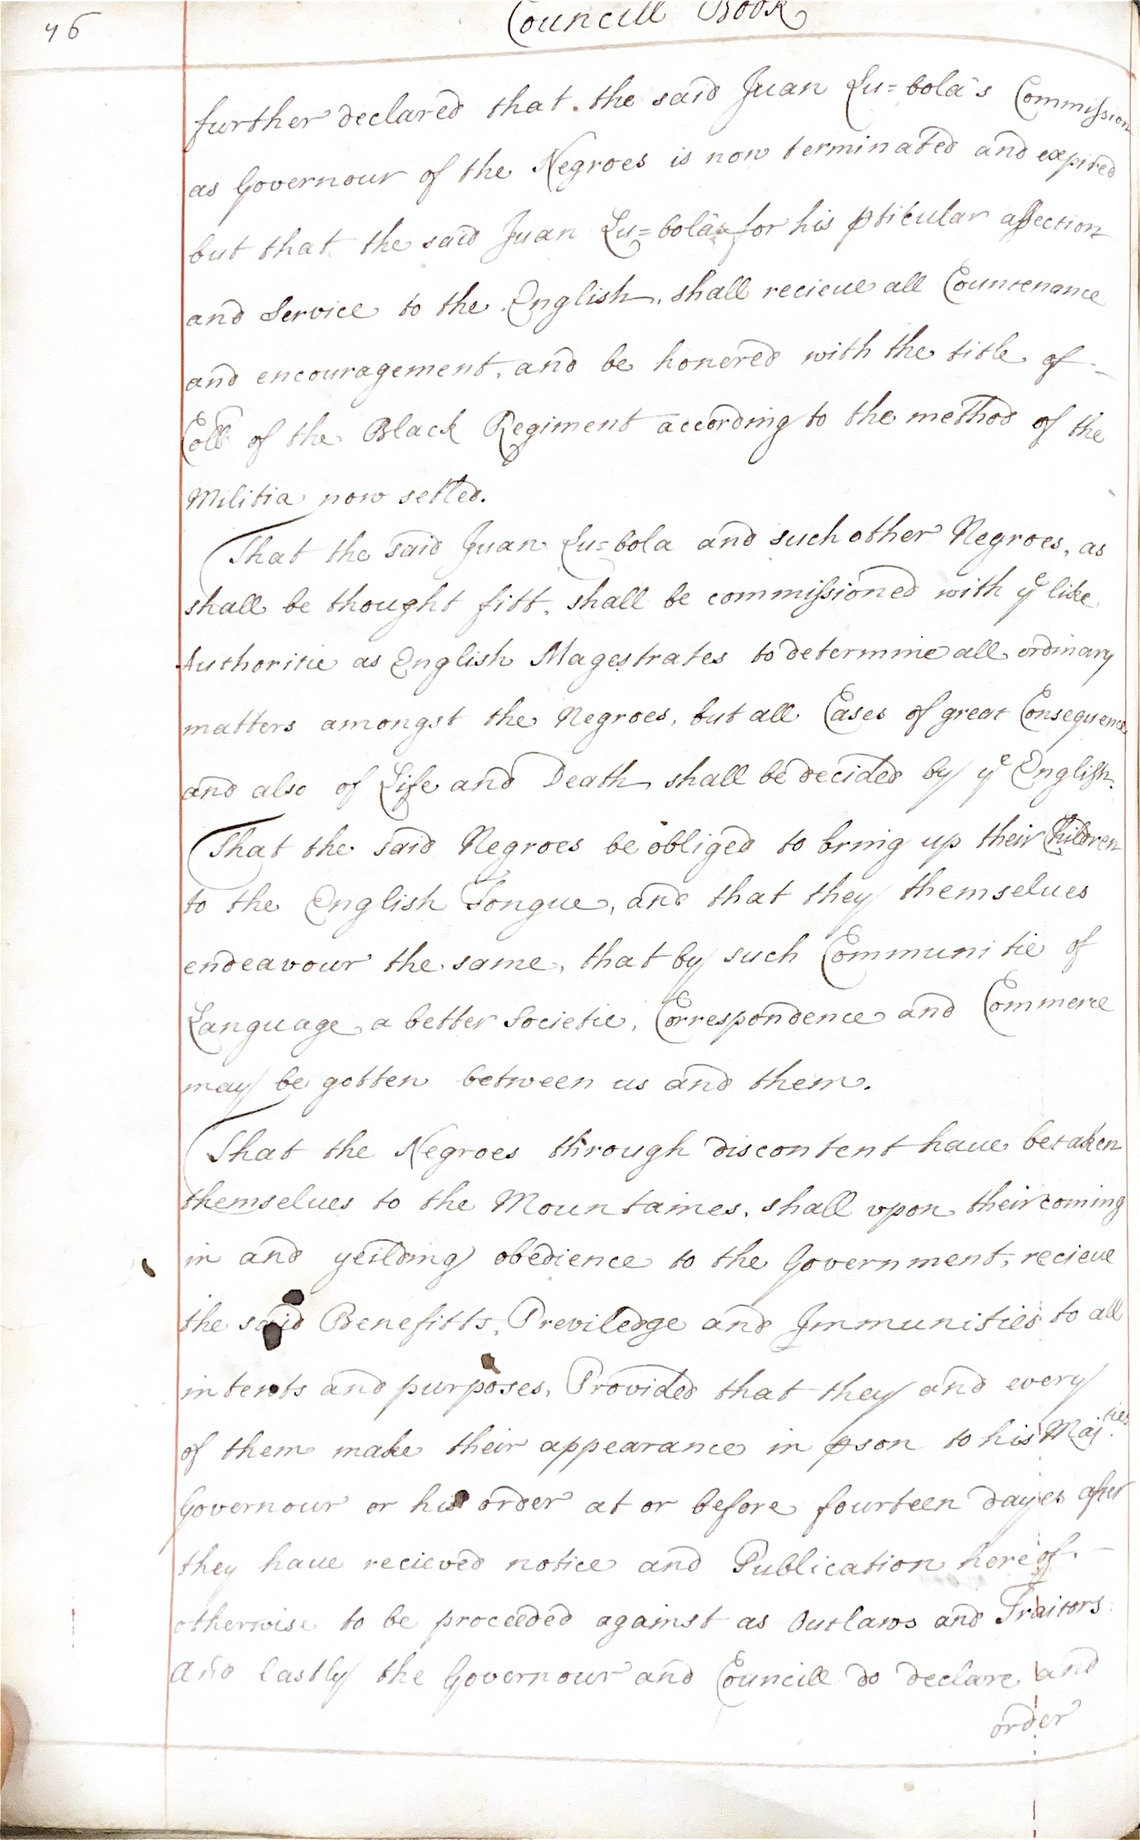 76
Councill Book
further declared that the said Juan Lu=bola's Commission
as Governour of the Negroes is now terminated and expired
but that the said Juan Lu=bola for his pticular affection
and Service to the English, shall recieue all Countenance
and encouragement, and be honered with the title of -
Coll of the Black Regiment according to the method of the
Militia now setled.
That the said Juan Lu=bola and such other Negroes, as
shall be thought fitt, shall be commissioned with ye like
Authoritie as English Magestrates to determine all ordinary
matters amongst the Negroes, but all Cases of great Consequence
and also of Life and Death shall be decided by ye English.
That the said Negroes be obliged to bring up their Children
to the English Tongue, and that they themselues
endeavour the same, that by such Communitie of
Language a better Societie, Correspondence and Commerce
may be gotten between us and them.
That the Negroes through discontent haue betaken
themselues to the Mountaines, shall vpon their coming
in and yeilding obedience to the Government, recieue
the said Benefitts, Previledge and Immunities to all
intents and purposes, Provided that they and every
of them make their appearance in pson to his Maj.ties
Governour or his order at or before fourteen dayes after
they haue recieved notice and Publication hereof -
otherwise to be proceeded against as Outlaws and Traitors.
And lastly the Governour and Councill do declare and
order